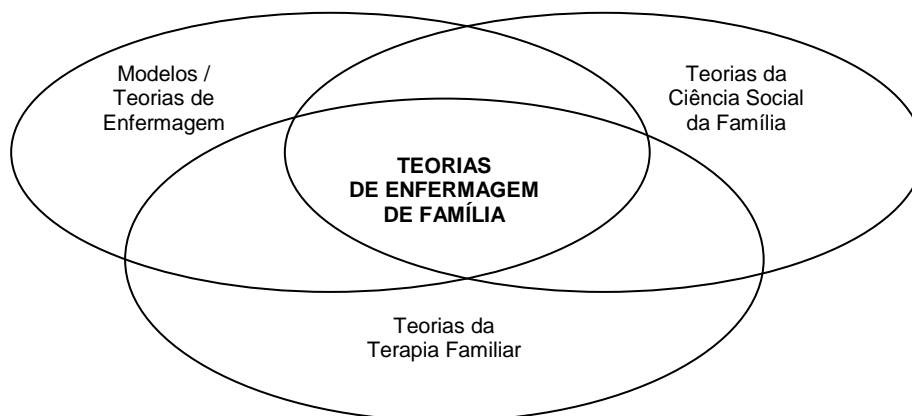 Modelos /
Teorias de
Enfermagem
Teorias da
Ciência Social
da Família
TEORIAS
DE ENFERMAGEM
DE FAMÍLIA
Teorias da
Terapia Familiar